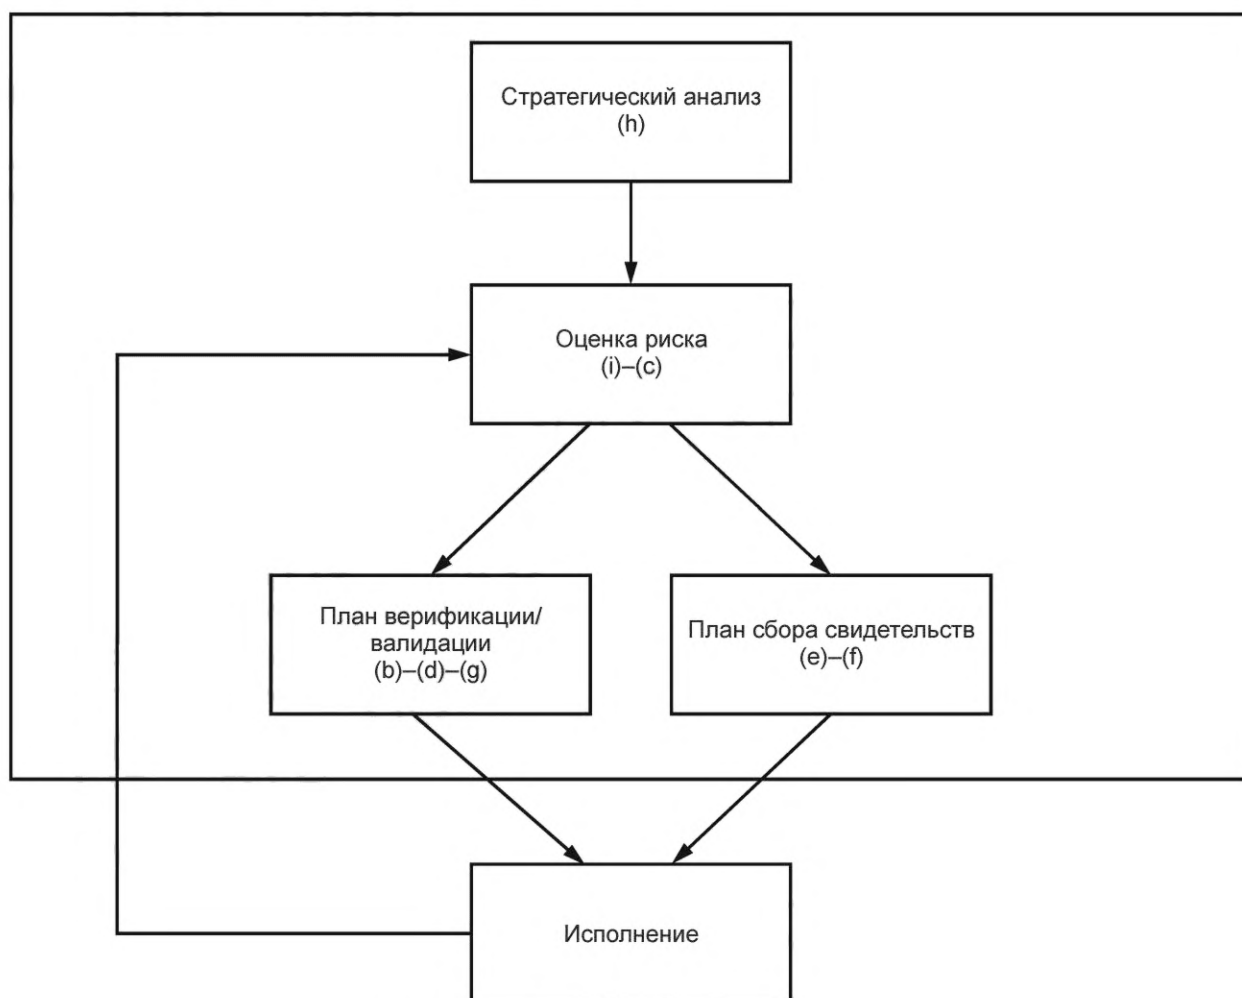 Стратегический анализ
(h)
Оценка риска
(i)–(c)
План верификации/
валидации
(b)–(d)–(g)
План сбора свидетельств
(e)–(f)
Исполнение